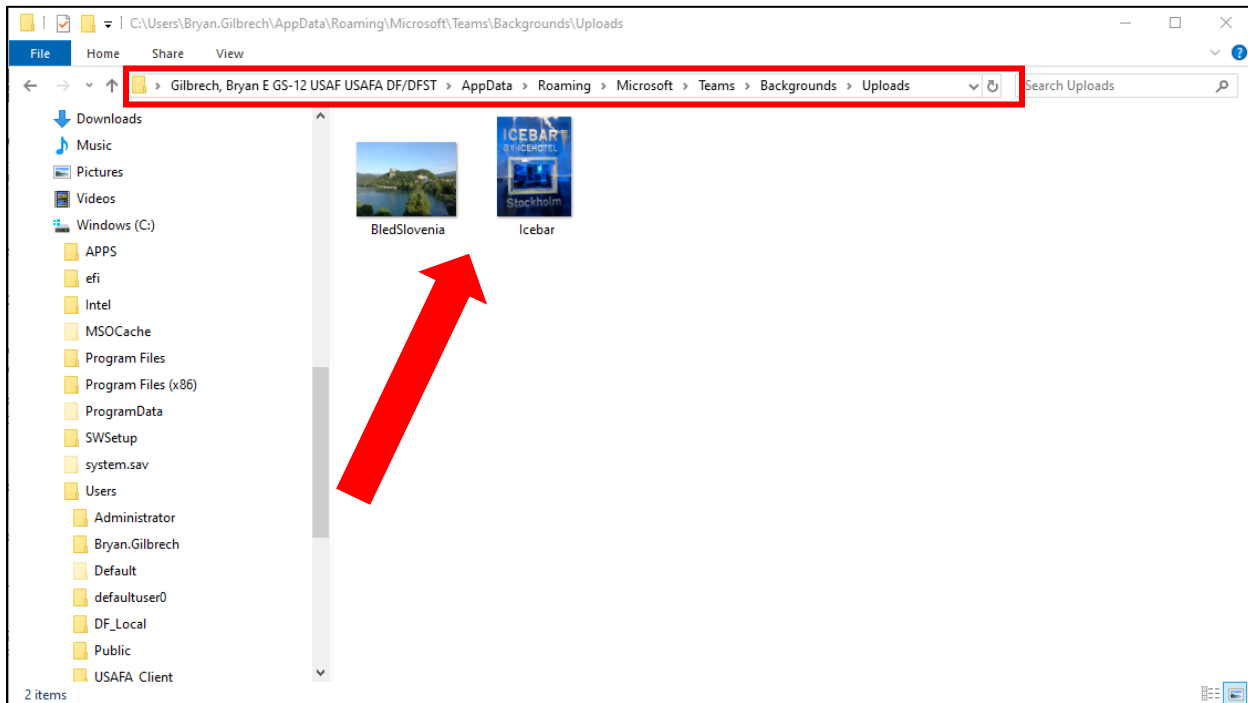 C:\Users\Bryan.Gilbrech\AppData\Roaming\Microsoft\Teams\Backgrounds\Uploads
File Home Share View
Gilbrech, Bryan E GS-12 USAF USAFA DF/DFST > AppData > Roaming > Microsoft > Teams > Backgrounds > Uploads
Search Uploads
Downloads
Music
Pictures
Videos
Windows (C:)
APPS
efi
Intel
MSOCache
Program Files
Program Files (x86)
ProgramData
SWSetup
system.sav
Users
Administrator
Bryan.Gilbrech
Default
defaultuser0
DF_Local
Public
USAFA Client
ICEBAR
BY ICEHOTEL
Stockholm
BledSlovenia
Icebar
2 items